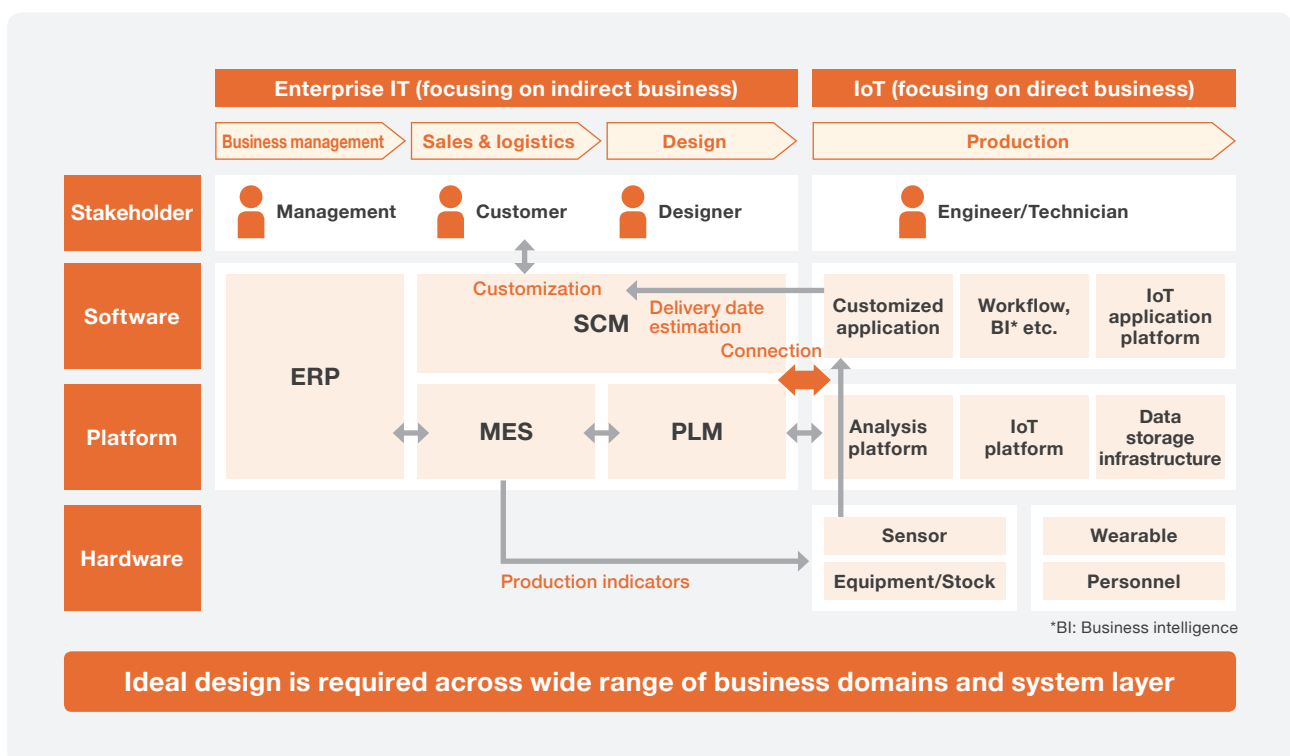 Enterprise IT (focusing on indirect business)
IoT (focusing on direct business)
Business management
Sales & logistics
Design
Production
Stakeholder
Management
Customer
Designer
Engineer/Technician
Software
Customization
SCM
Delivery date
estimation
Connection
Customized
application
Workflow,
BI* etc.
IoT
application
platform
ERP
Platform
MES
PLM
Analysis
platform
IoT
platform
Data
storage
infrastructure
Hardware
Production indicators
Sensor
Equipment/Stock
Wearable
Personnel
*BI: Business intelligence
Ideal design is required across wide range of business domains and system layer